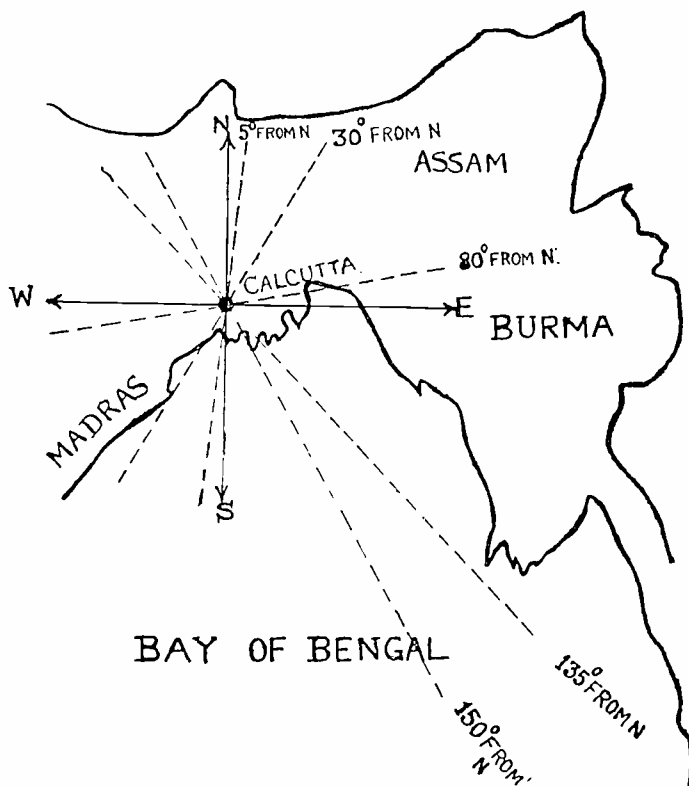 N
5° FROM N
30° FROM N
ASSAM
80° FROM N.
CALCUTTA.
W
E
BURMA
MADRAS
S
BAY OF BENGAL
135° FROM N
150° FROM
N